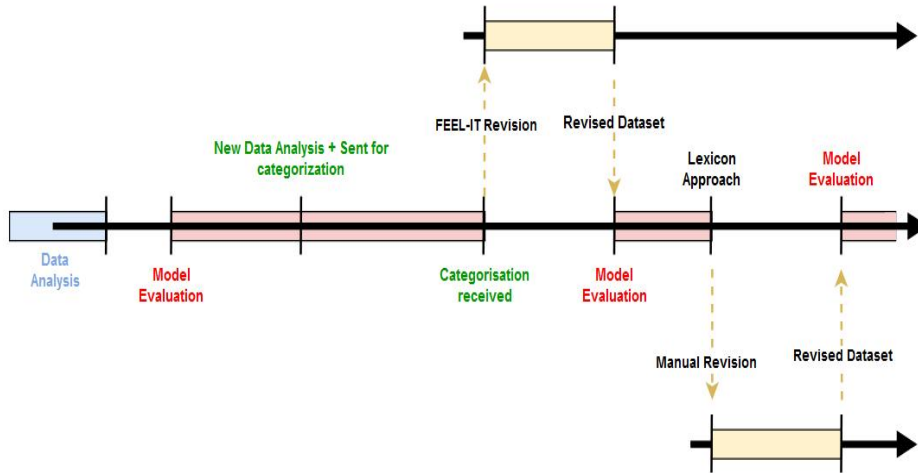 FEEL-IT Revision
Revised Dataset
New Data Analysis + Sent for
categorization
Lexicon
Approach
Model
Evaluation
Data
Analysis
Model
Evaluation
Categorisation
received
Model
Evaluation
Manual Revision
Revised Dataset